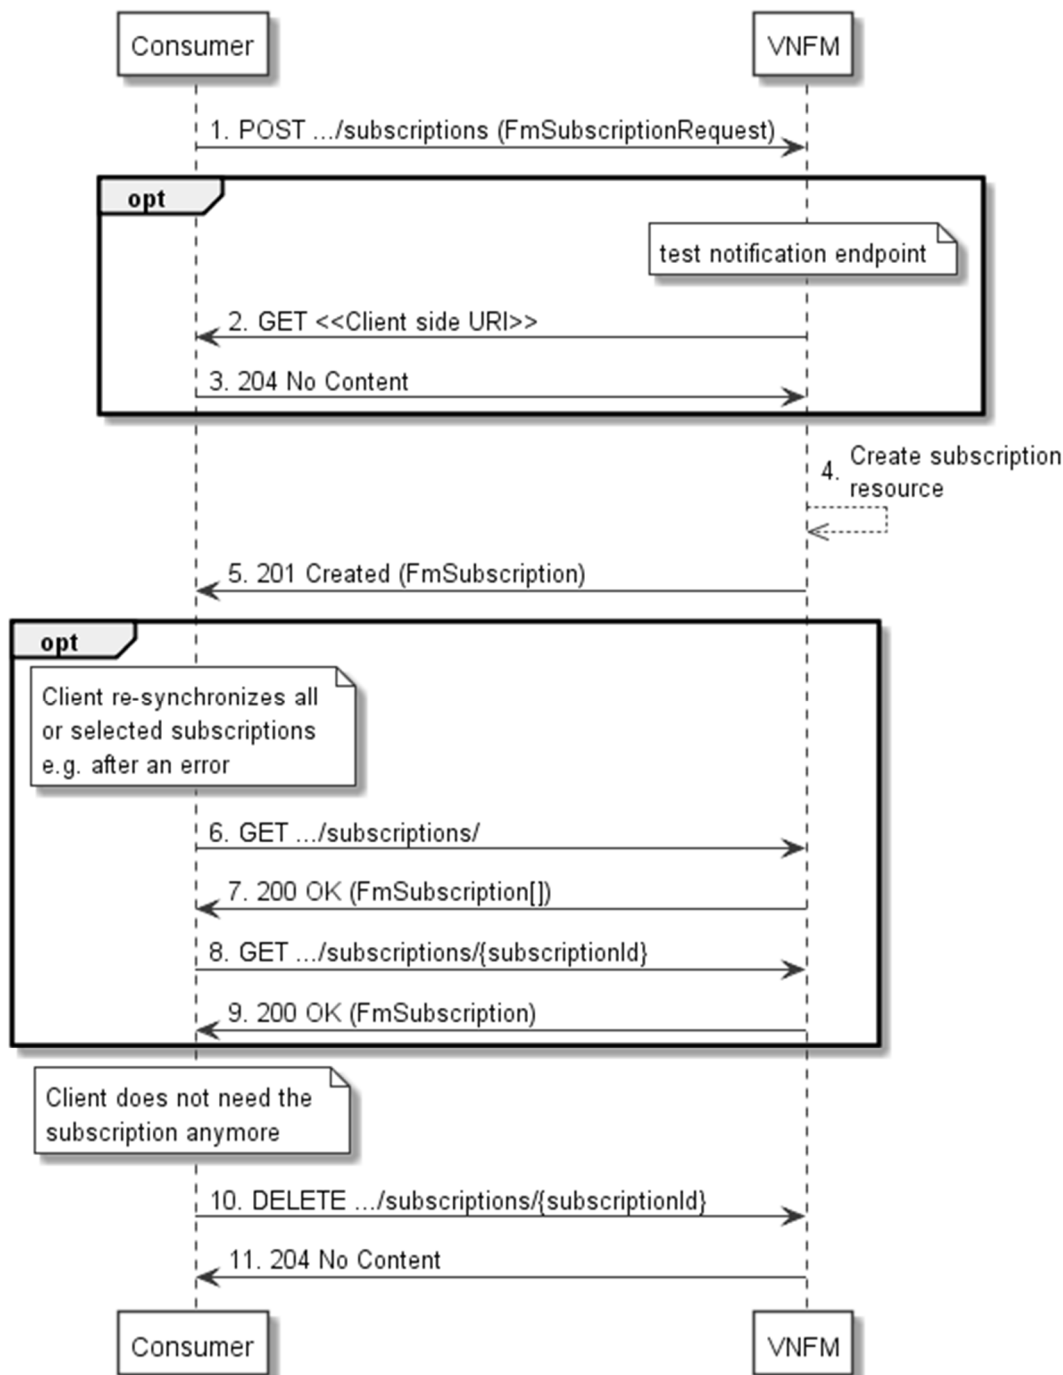 Consumer
VNFM
1. POST .../subscriptions (FmSubscriptionRequest)
opt
test notification endpoint
2. GET <<Client side URI>>
3. 204 No Content
4. Create subscription
resource
5. 201 Created (FmSubscription)
opt
Client re-synchronizes all
or selected subscriptions
e.g. after an error
6. GET .../subscriptions/
7. 200 OK (FmSubscription[])
8. GET .../subscriptions/{subscriptionId}
9. 200 OK (FmSubscription)
Client does not need the
subscription anymore
10. DELETE .../subscriptions/{subscriptionId}
11. 204 No Content
Consumer
VNFM